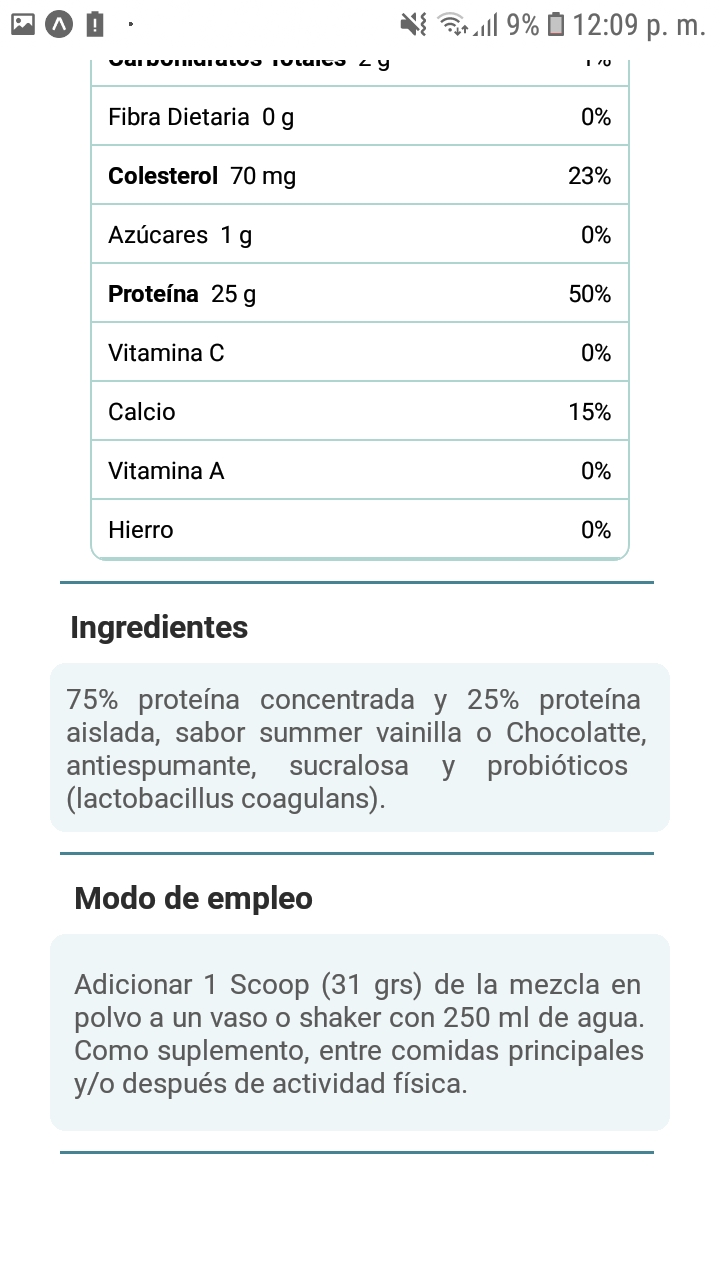 9% 12:09 p. m.
Carbohidratos Totales 2 g 1%
Fibra Dietaria 0 g 0%
Colesterol 70 mg 23%
Azúcares 1 g 0%
Proteína 25 g 50%
Vitamina C 0%
Calcio 15%
Vitamina A 0%
Hierro 0%
Ingredientes
75% proteína concentrada y 25% proteína
aislada, sabor summer vainilla o Chocolatte,
antiespumante, sucralosa y probióticos
(lactobacillus coagulans).
Modo de empleo
Adicionar 1 Scoop (31 grs) de la mezcla en
polvo a un vaso o shaker con 250 ml de agua.
Como suplemento, entre comidas principales
y/o después de actividad física.